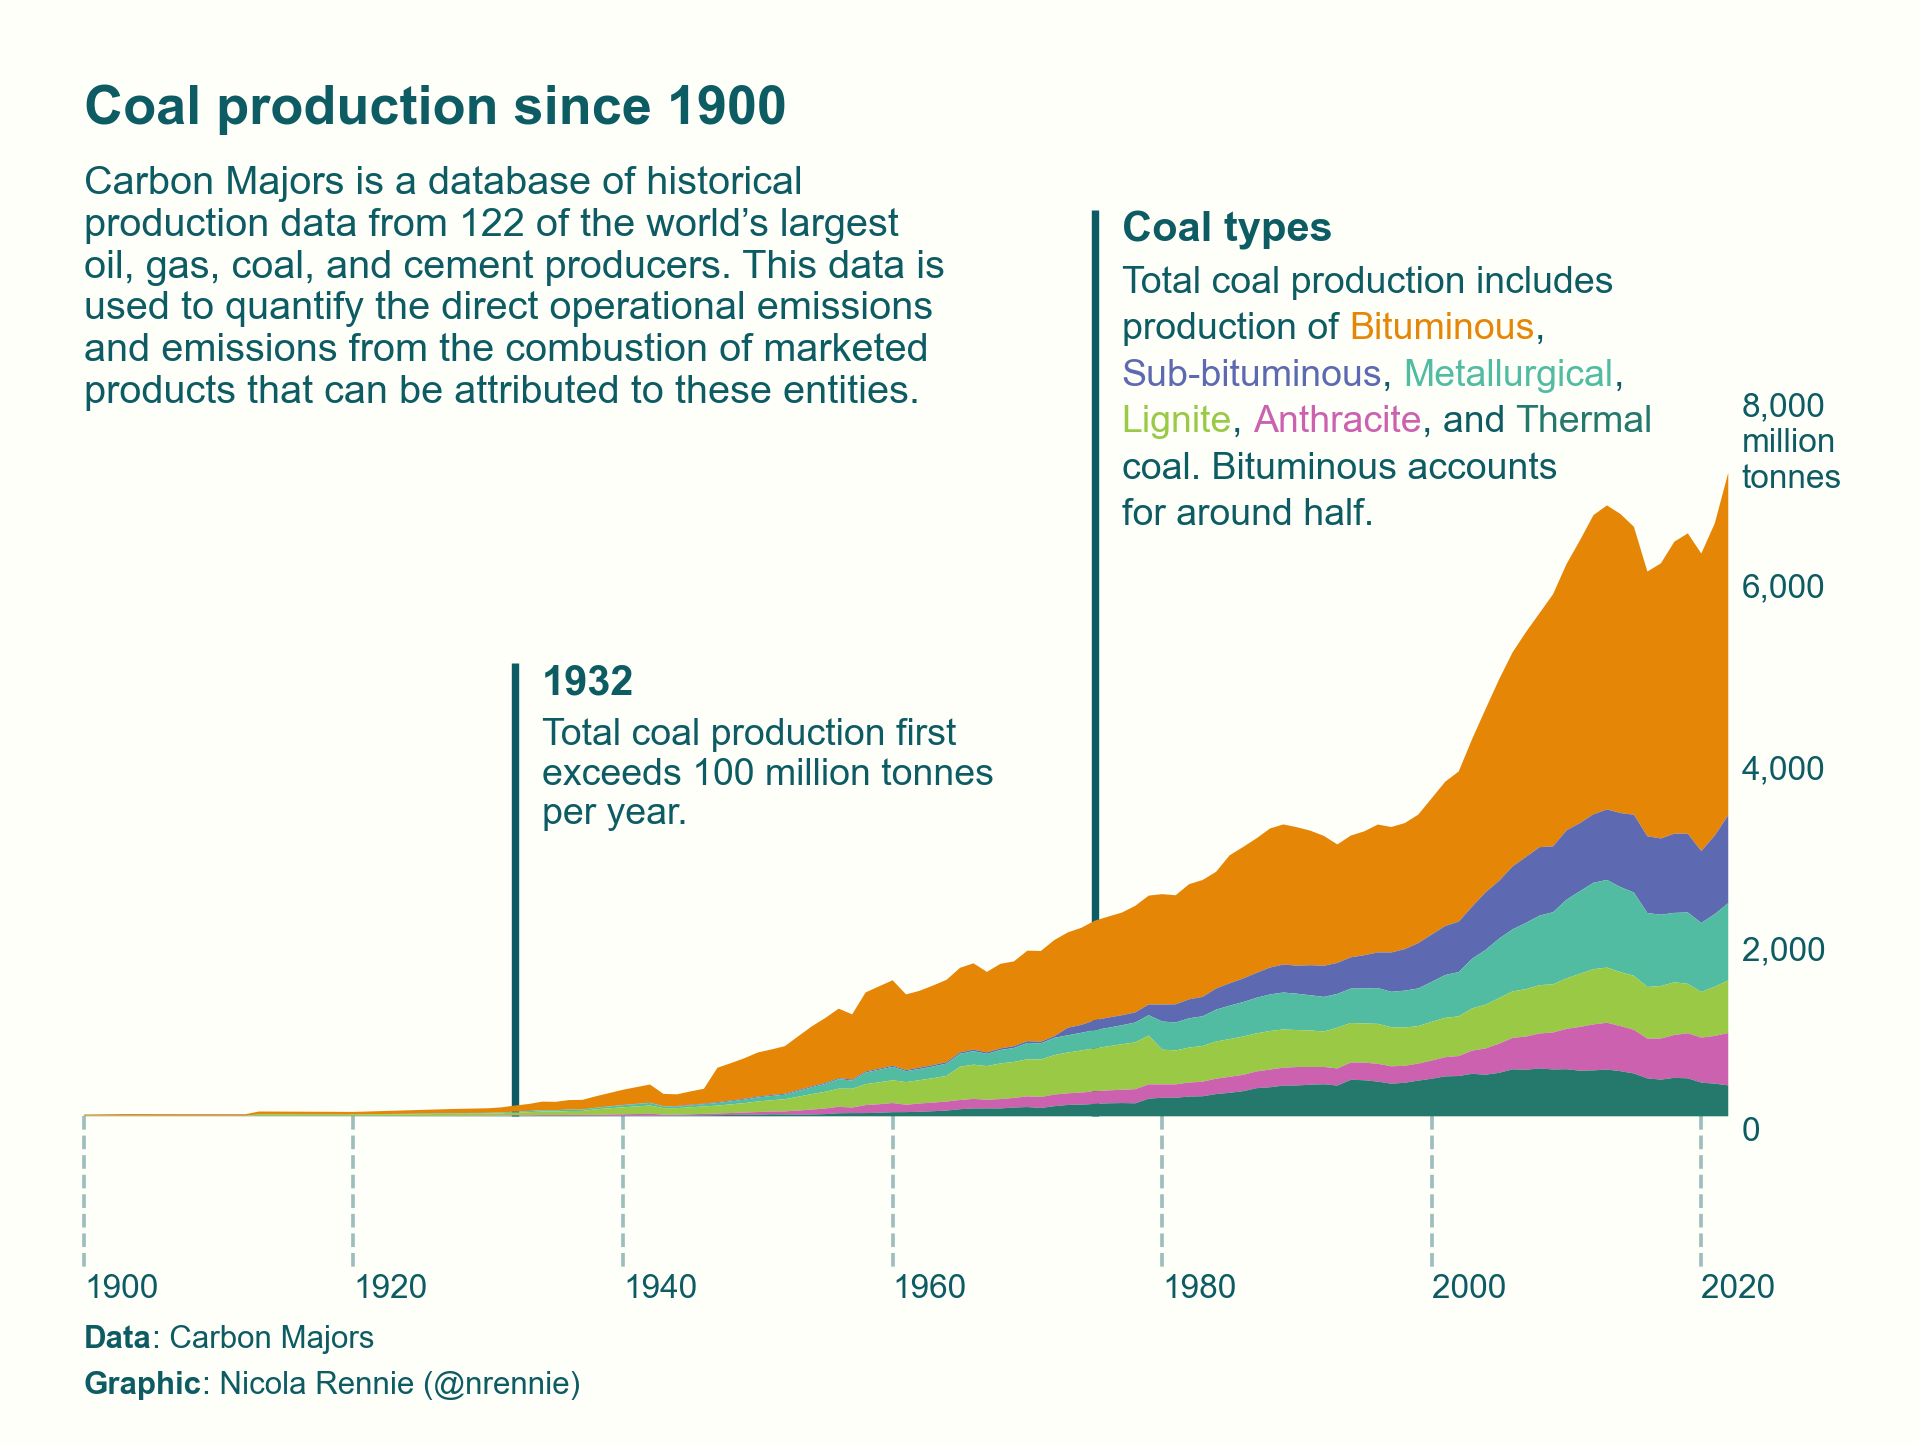 Coal production since 1900
Carbon Majors is a database of historical
production data from 122 of the world’s largest
oil, gas, coal, and cement producers. This data is
used to quantify the direct operational emissions
and emissions from the combustion of marketed
products that can be attributed to these entities.
Coal types
Total coal production includes
production of Bituminous,
Sub-bituminous, Metallurgical,
Lignite, Anthracite, and Thermal
coal. Bituminous accounts
for around half.
1932
Total coal production first
exceeds 100 million tonnes
per year.
8,000
million
tonnes
6,000
4,000
2,000
0
1900
1920
1940
1960
1980
2000
2020
Data: Carbon Majors
Graphic: Nicola Rennie (@nrennie)